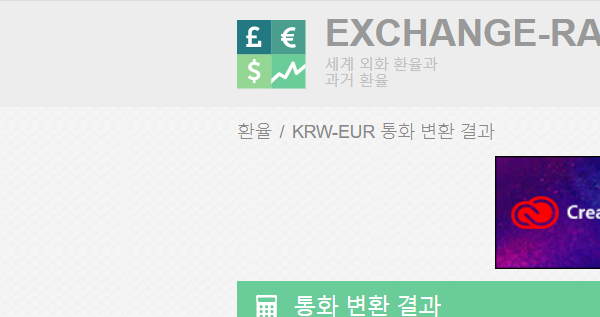 EXCHANGE-RA
세계 외화 환율과
과거 환율
환율 / KRW-EUR 통화 변환 결과
Crea
통화 변환 결과